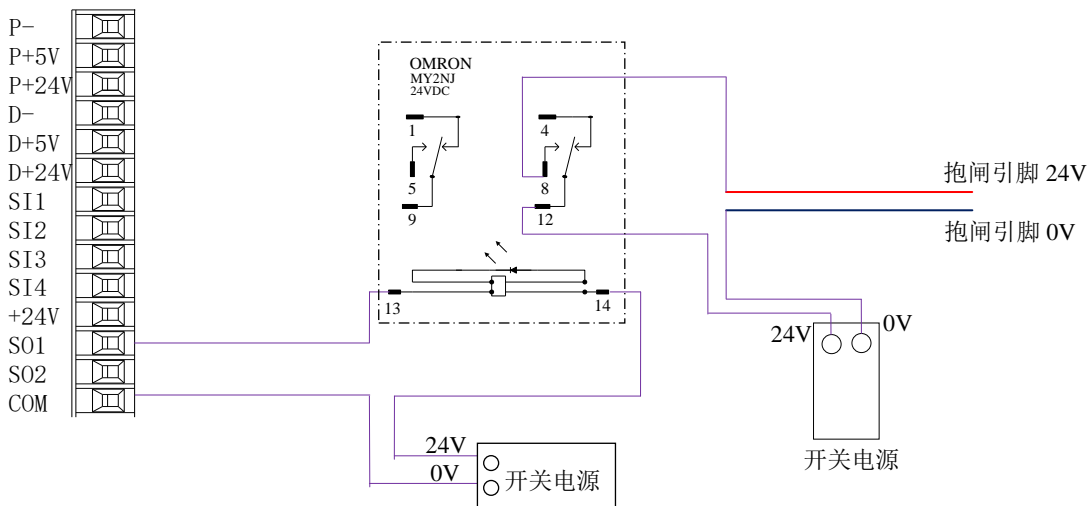 P-
P+5V
P+24V
D-
D+5V
D+24V
SI1
SI2
SI3
SI4
+24V
SO1
SO2
COM
OMRON
MY2NJ
24VDC
1
4
5
8
9
12
13
14
抱闸引脚 24V
抱闸引脚 0V
24V
0V
开关电源
24V
0V
开关电源